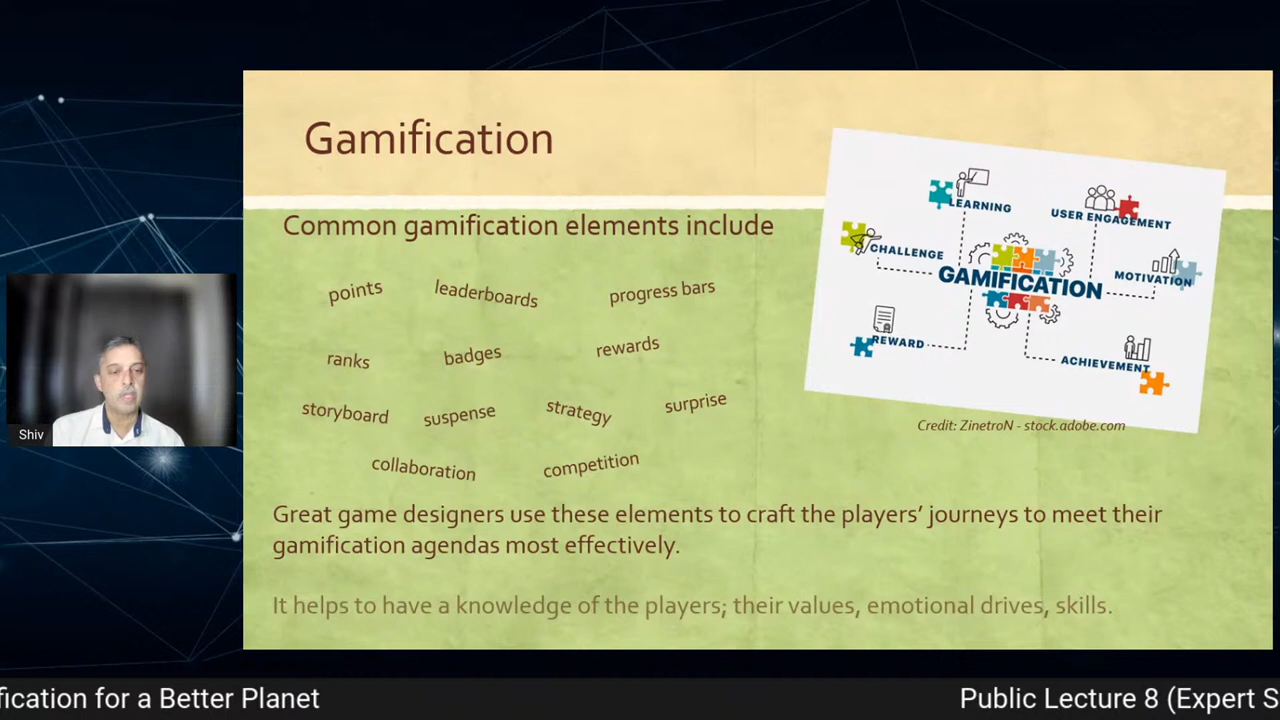 Gamification
Common gamification elements include
points leaderboards progress bars
ranks badges rewards
storyboard suspense strategy surprise
collaboration competition
Great game designers use these elements to craft the players’ journeys to meet their
gamification agendas most effectively.
It helps to have a knowledge of the players; their values, emotional drives, skills.
LEARNING
USER ENGAGEMENT
CHALLENGE
MOTIVATION
GAMIFICATION
REWARD
ACHIEVEMENT
Credit: ZinetroN - stock.adobe.com
Shiv
fication for a Better Planet
Public Lecture 8 (Expert S